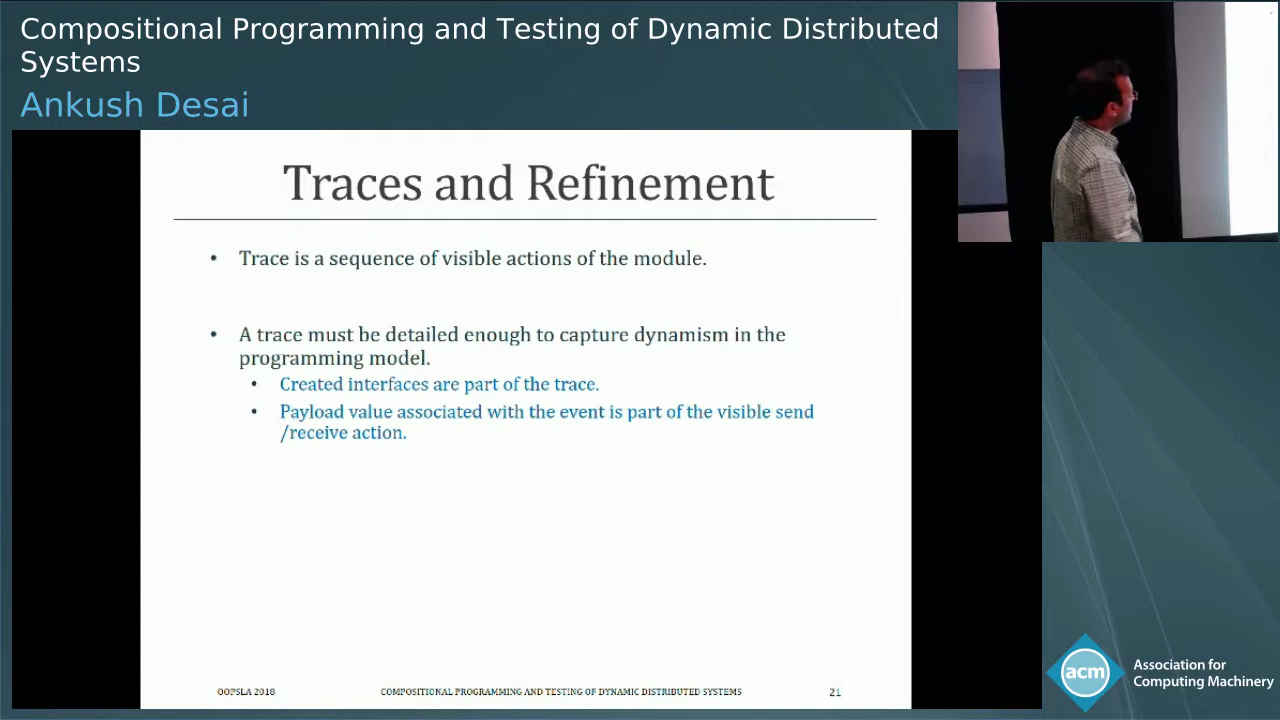 Compositional Programming and Testing of Dynamic Distributed
Systems
Ankush Desai
Traces and Refinement
• Trace is a sequence of visible actions of the module.
• A trace must be detailed enough to capture dynamism in the
programming model.
• Created interfaces are part of the trace.
• Payload value associated with the event is part of the visible send
/receive action.
OOPSLA 2018
COMPOSITIONAL PROGRAMMING AND TESTING OF DYNAMIC DISTRIBUTED SYSTEMS
21
acm
Association for
Computing Machinery